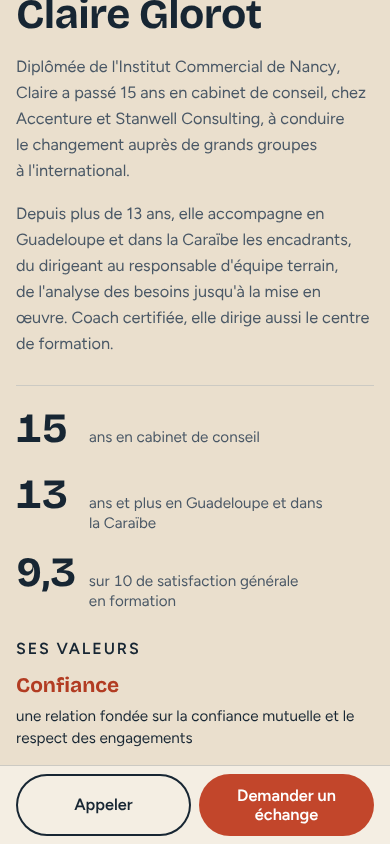 Claire Glorot
Diplômée de l'Institut Commercial de Nancy,
Claire a passé 15 ans en cabinet de conseil, chez
Accenture et Stanwell Consulting, à conduire
le changement auprès de grands groupes
à l'international.
Depuis plus de 13 ans, elle accompagne en
Guadeloupe et dans la Caraïbe les encadrants,
du dirigeant au responsable d'équipe terrain,
de l'analyse des besoins jusqu'à la mise en
œuvre. Coach certifiée, elle dirige aussi le centre
de formation.
15 ans en cabinet de conseil
13 ans et plus en Guadeloupe et dans
la Caraïbe
9,3 sur 10 de satisfaction générale
en formation
SES VALEURS
Confiance
une relation fondée sur la confiance mutuelle et le
respect des engagements
Appeler
Demander un
échange